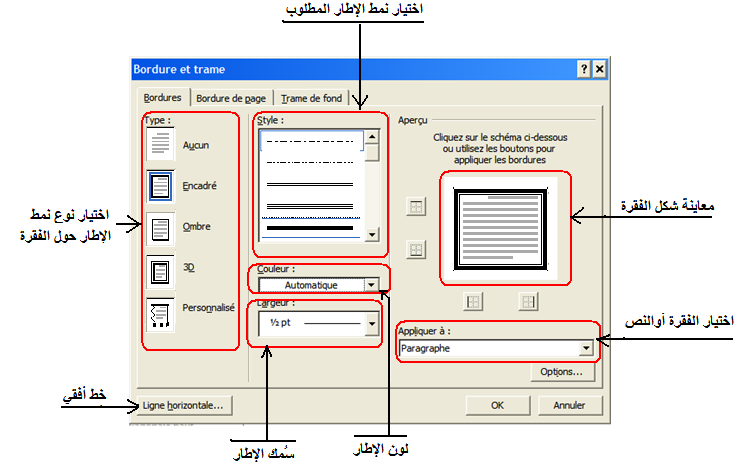 اختيار نمط الإطار المطلوب
Bordure et trame
Bordures
Bordure de page
Trame de fond
Type :
Aucun
Encadré
Ombre
3D
Personnalisé
Style :
Couleur :
Automatique
Largeur :
½ pt
Aperçu
Cliquez sur le schéma ci-dessous
ou utilisez les boutons pour
appliquer les bordures
Appliquer à :
Paragraphe
Options...
Ligne horizontale...
OK
Annuler
اختيار نوع نمط
الإطار حول الفقرة
معاينة شكل الفقرة
اختيار الفقرة أوالنص
خط أفقي
سُمك الإطار
لون الإطار